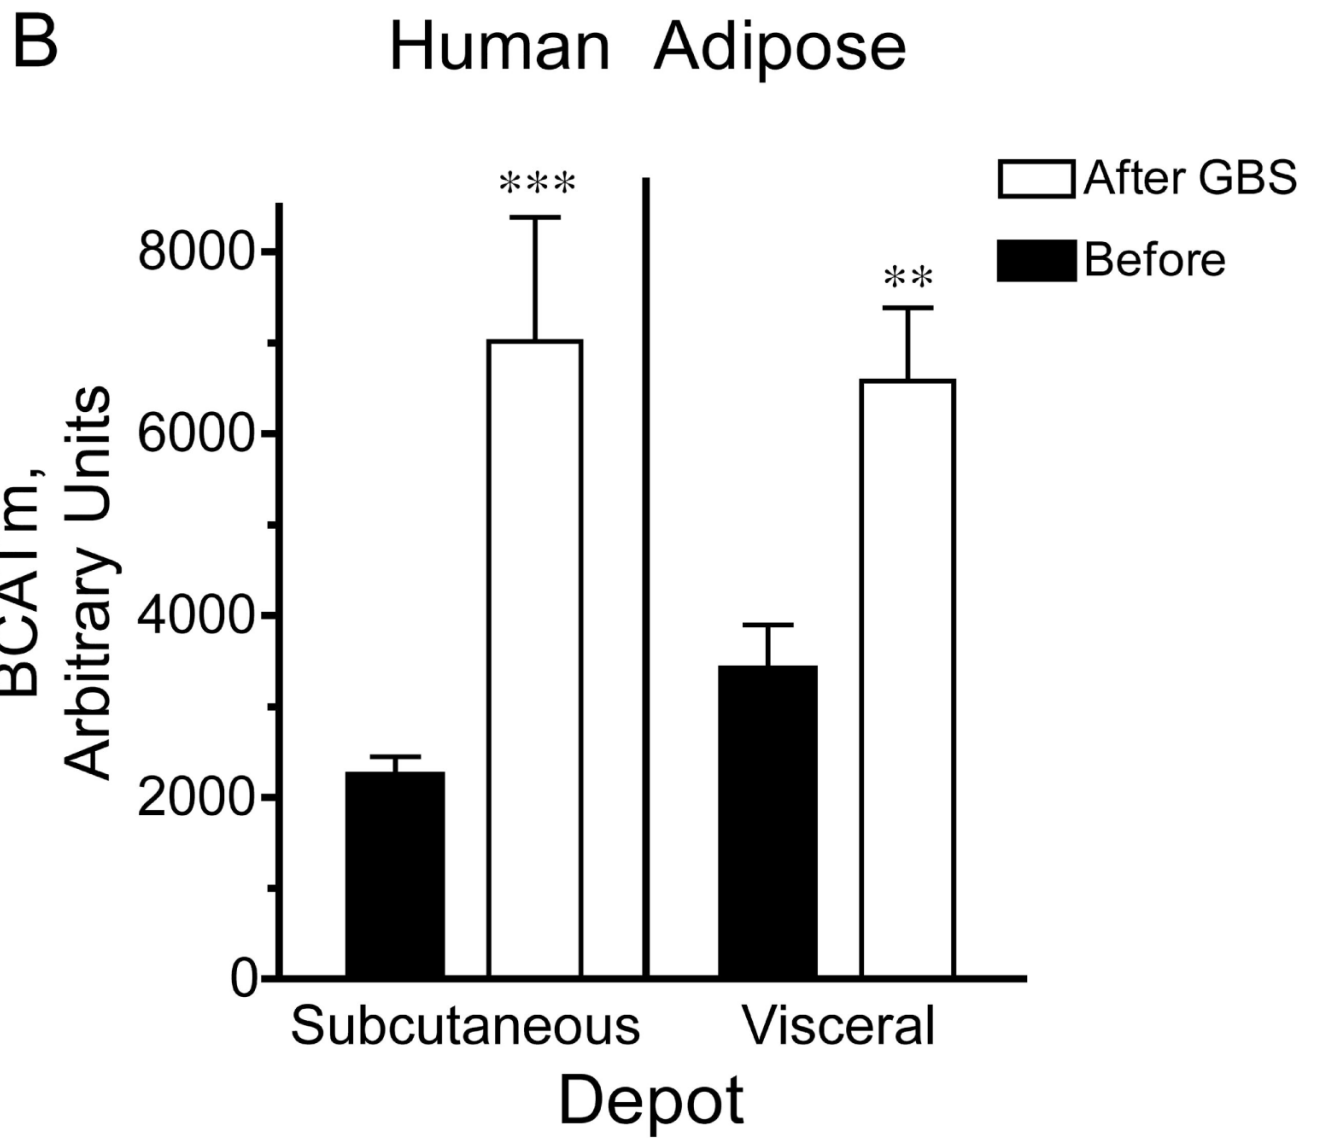 B
Human Adipose
***
**
After GBS
Before
8000
6000
4000
2000
0
BCATm,
Arbitrary Units
Subcutaneous
Visceral
Depot